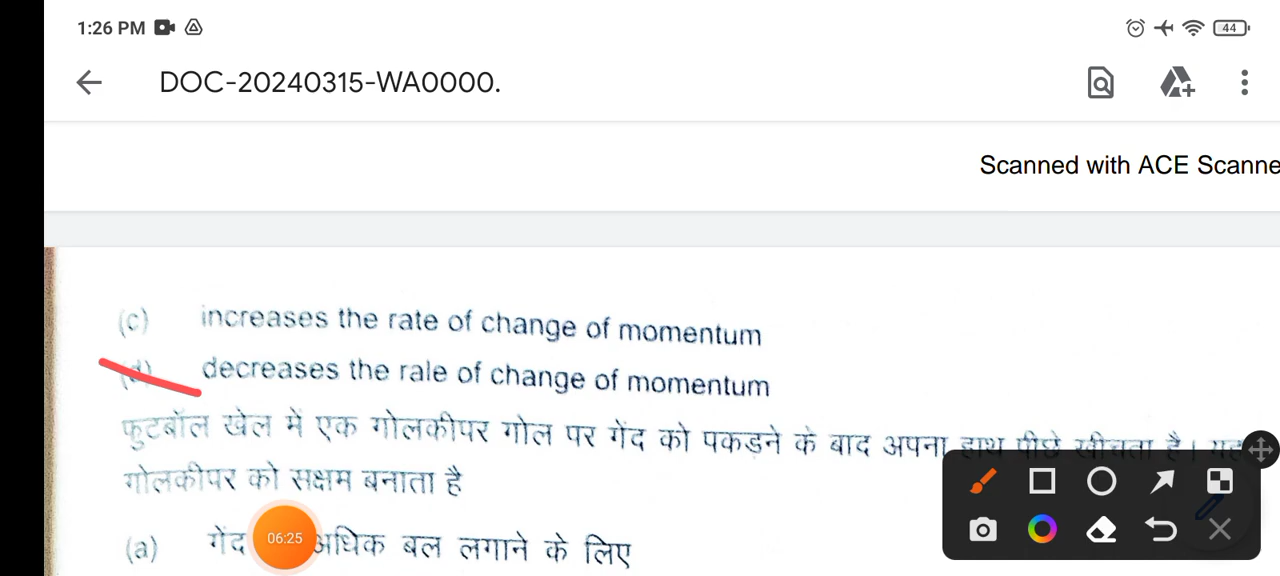 1:26 PM 44
DOC-20240315-WA0000.
Scanned with ACE Scanne
(c) increases the rate of change of momentum
(d) decreases the rale of change of momentum
फुटबॉल खेल में एक गोलकीपर गोल पर गेंद को पकड़ने के बाद अपना हाथ पीछे खीचता है। यह
गोलकीपर को सक्षम बनाता है
(a) गेंद 06:25 अधिक बल लगाने के लिए